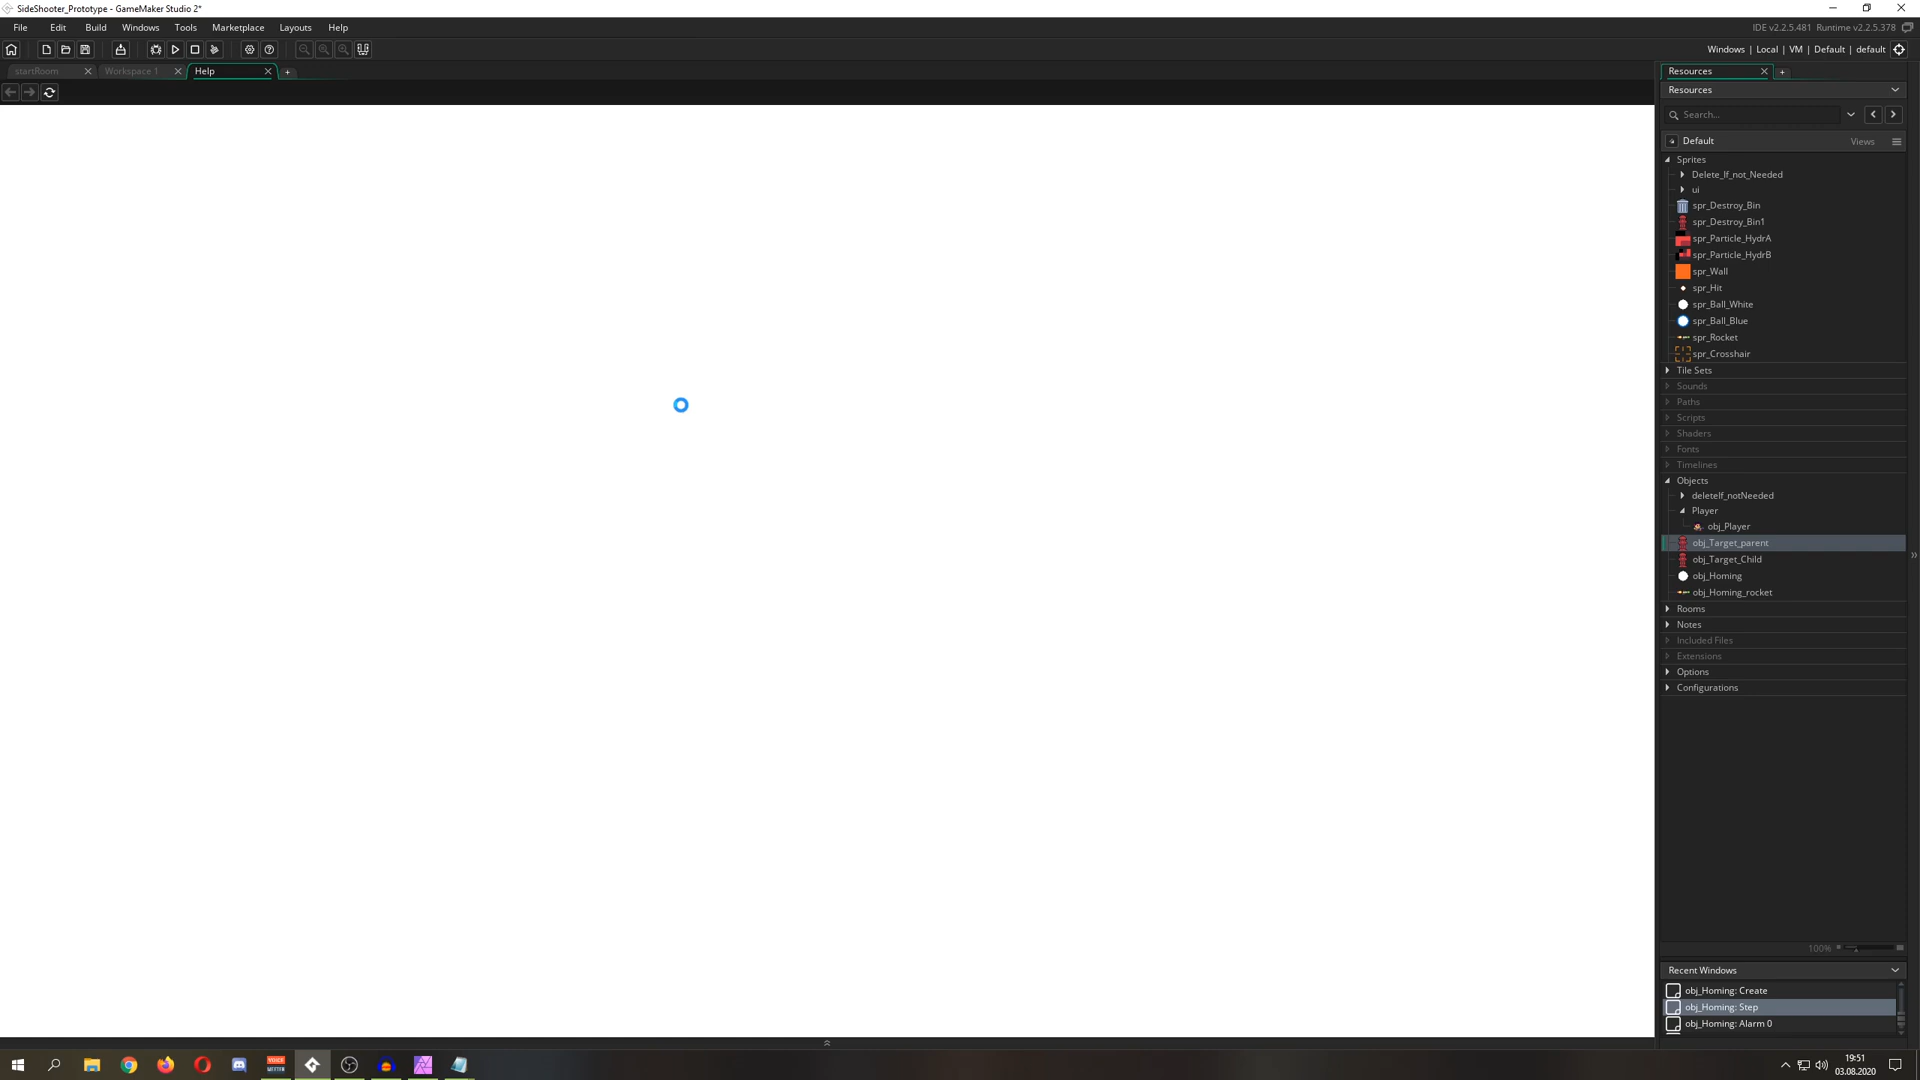 SideShooter_Prototype - GameMaker Studio 2*
File Edit Build Windows Tools Marketplace Layouts Help
IDE v2.2.5.481 Runtime v2.2.5.378
Windows | Local | VM | Default | default
startRoom Workspace 1 Help
Resources
Resources
Search...
Default Views
Sprites
Delete_If_not_Needed
ui
spr_Destroy_Bin
spr_Destroy_Bin1
spr_Particle_HydrA
spr_Particle_HydrB
spr_Wall
spr_Hit
spr_Ball_White
spr_Ball_Blue
spr_Rocket
spr_Crosshair
Tile Sets
Sounds
Paths
Scripts
Shaders
Fonts
Timelines
Objects
deleteIf_notNeeded
Player
obj_Player
obj_Target_parent
obj_Target_Child
obj_Homing
obj_Homing_rocket
Rooms
Notes
Included Files
Extensions
Options
Configurations
100%
Recent Windows
obj_Homing: Create
obj_Homing: Step
obj_Homing: Alarm 0
19:51
03.08.2020